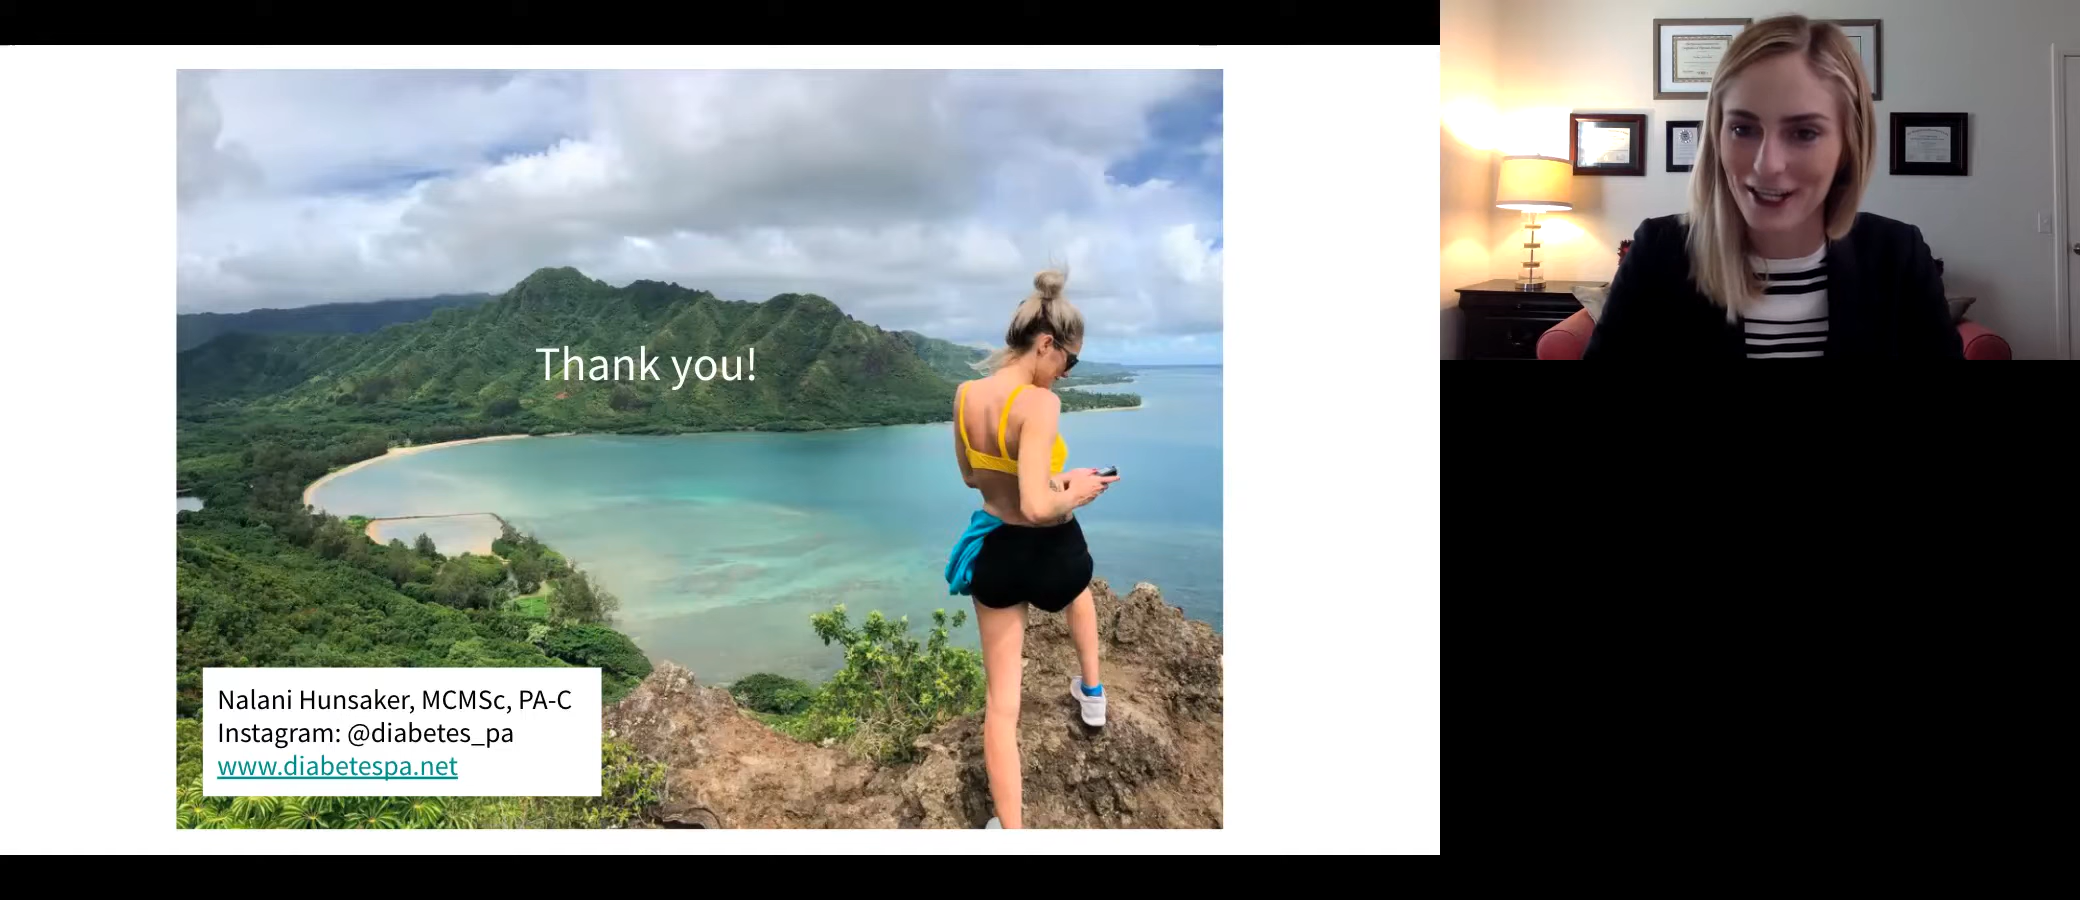 Thank you!
Nalani Hunsaker, MCMSc, PA-C
Instagram: @diabetes_pa
www.diabetespa.net